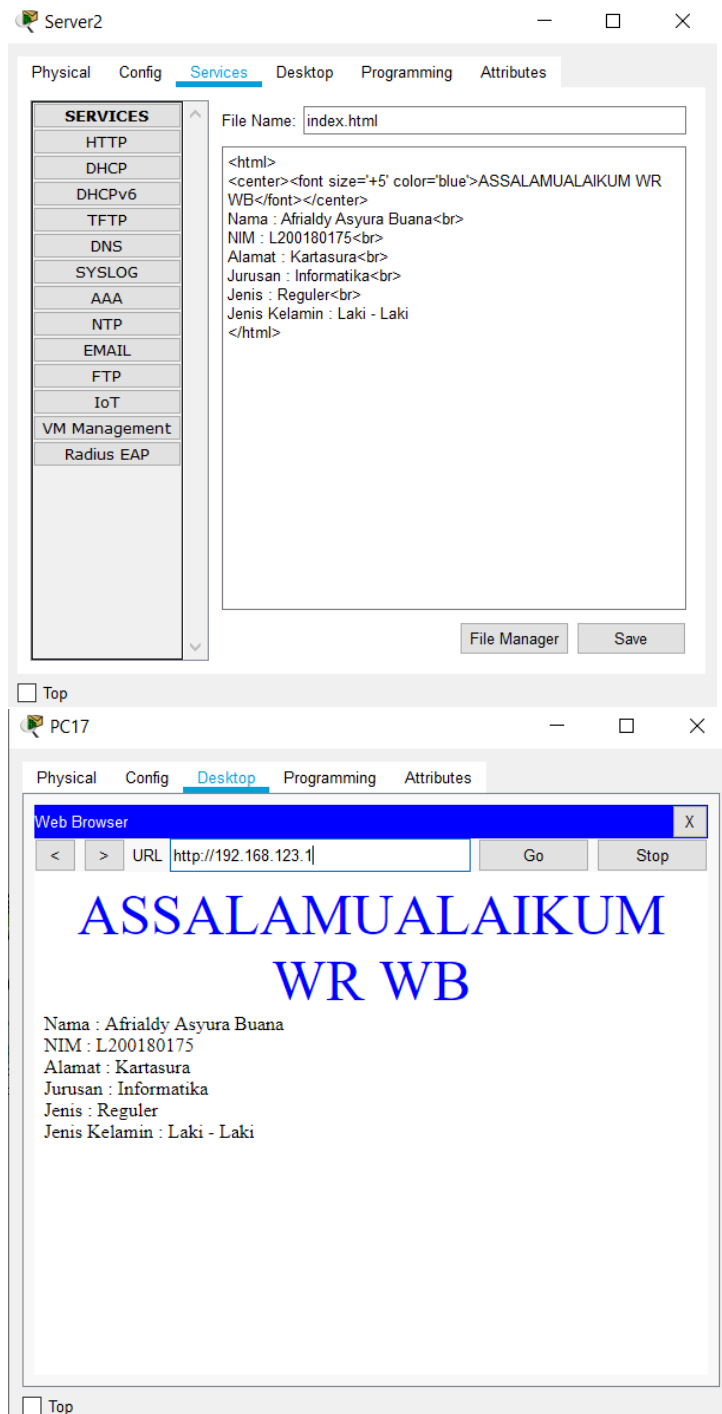 Server2
Physical Config Services Desktop Programming Attributes
SERVICES
HTTP
DHCP
DHCPv6
TFTP
DNS
SYSLOG
AAA
NTP
EMAIL
FTP
IoT
VM Management
Radius EAP
File Name: index.html
<html>
<center><font size='+5' color='blue'>ASSALAMUALAIKUM WR
WB</font></center>
Nama : Afrialdy Asyura Buana<br>
NIM : L200180175<br>
Alamat : Kartasura<br>
Jurusan : Informatika<br>
Jenis : Reguler<br>
Jenis Kelamin : Laki - Laki
</html>
File Manager Save
Top
PC17
Physical Config Desktop Programming Attributes
Web Browser X
< > URL http://192.168.123.1 Go Stop
ASSALAMUALAIKUM
WR WB
Nama : Afrialdy Asyura Buana
NIM : L200180175
Alamat : Kartasura
Jurusan : Informatika
Jenis : Reguler
Jenis Kelamin : Laki - Laki
Top